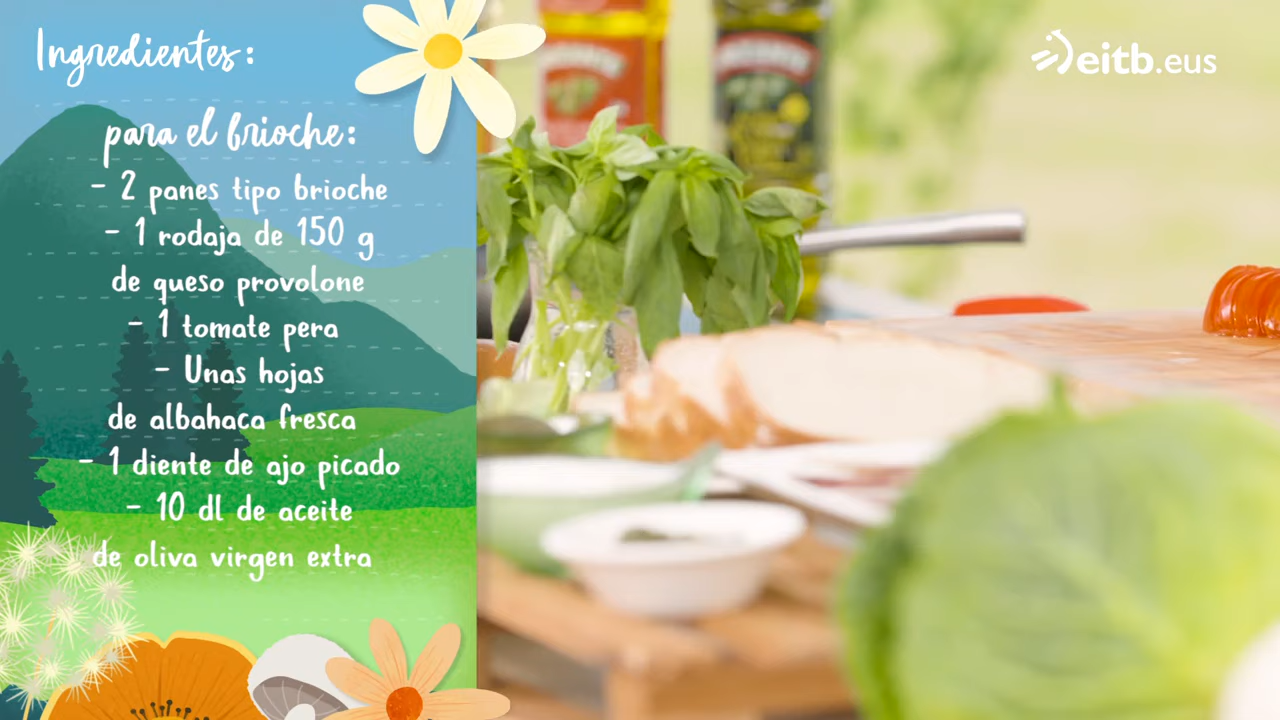 Ingredientes:
eitb.eus
para el brioche:
- 2 panes tipo brioche
- 1 rodaja de 150 g
de queso provolone
- 1 tomate pera
- Unas hojas
de albahaca fresca
- 1 diente de ajo picado
- 10 dl de aceite
de oliva virgen extra